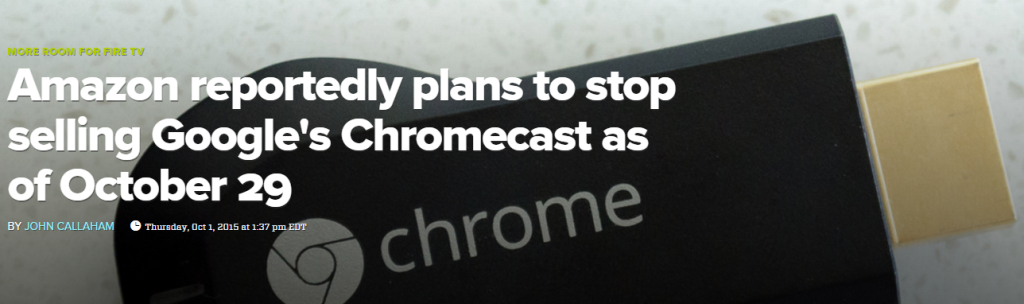 MORE ROOM FOR FIRE TV
Amazon reportedly plans to stop
selling Google's Chromecast as
of October 29
BY JOHN CALLAHAM Thursday, Oct 1, 2015 at 1:37 pm EDT
chrome